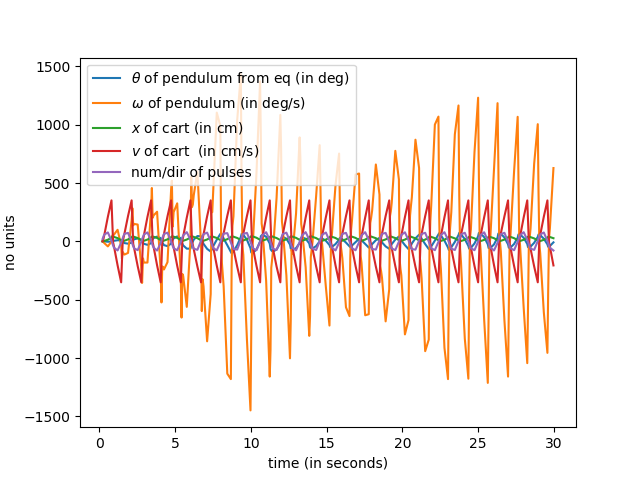 θ of pendulum from eq (in deg)
ω of pendulum (in deg/s)
x of cart (in cm)
v of cart  (in cm/s)
num/dir of pulses
1500
1000
500
0
−500
−1000
−1500
no units
0 5 10 15 20 25 30
time (in seconds)